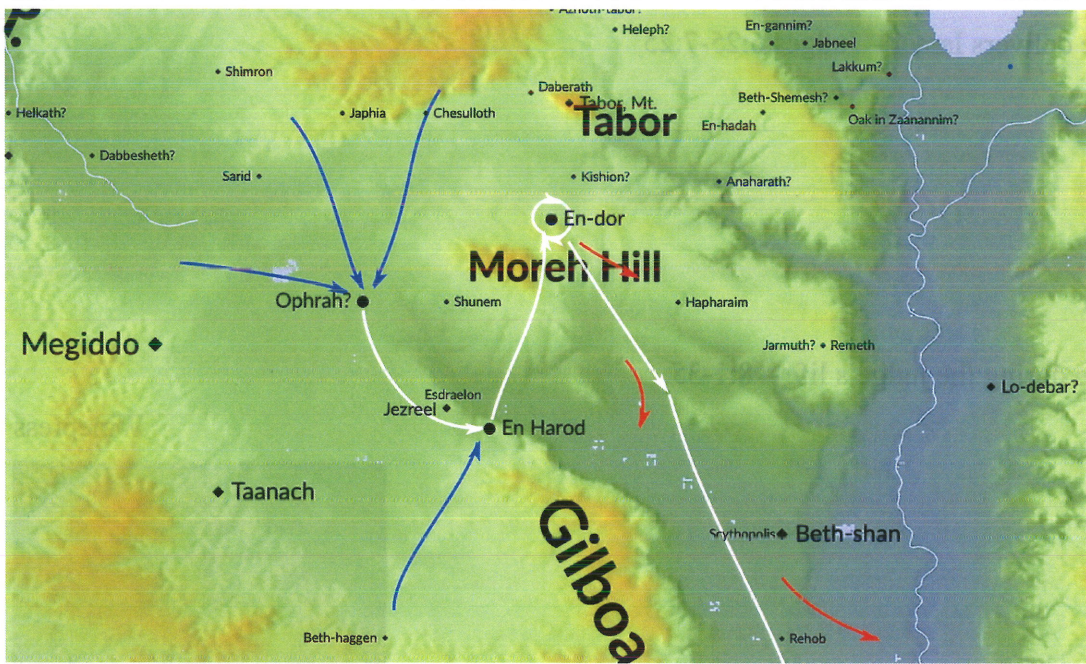 Heleph?
En-gannim?
Jabneel
Shimron
Lakkum?
Daberath
Tabor, Mt.
Beth-Shemesh?
Helkath?
Japhia
Chesulloth
Tabor
En-hadah
Oak in Zaanannim?
Dabbesheth?
Sarid
Kishion?
Anaharath?
En-dor
Moreh Hill
Ophrah?
Shunem
Hapharaim
Megiddo
Jarmuth?
Remeth
Esdraelon
Jezreel
Lo-debar?
En Harod
Taanach
Gilboa
Scythopolis
Beth-shan
Beth-haggen
Rehob